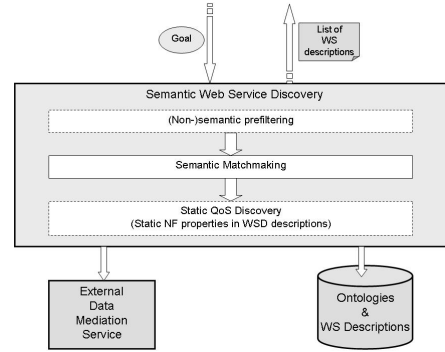 Goal
List of
WS
descriptions
Semantic Web Service Discovery
(Non-)semantic prefiltering
Semantic Matchmaking
Static QoS Discovery
(Static NF properties in WSD descriptions)
External
Data
Mediation
Service
Ontologies
&
WS Descriptions